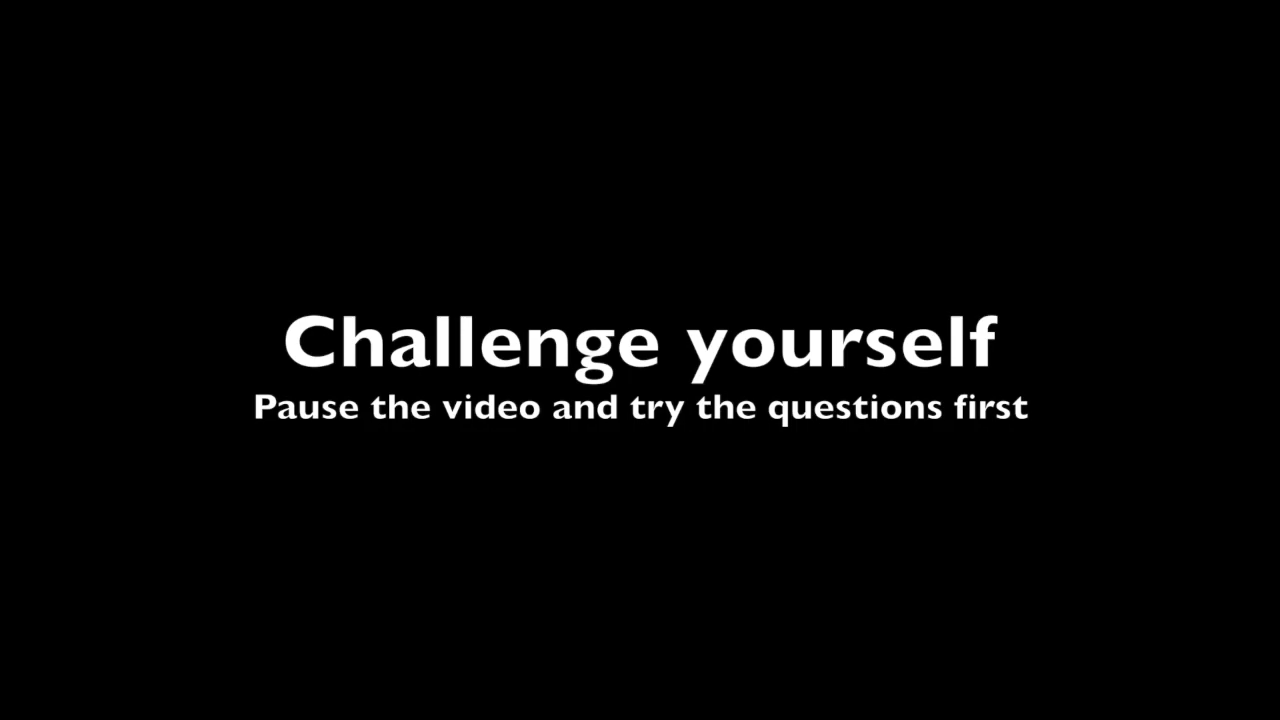 Challenge yourself
Pause the video and try the questions first